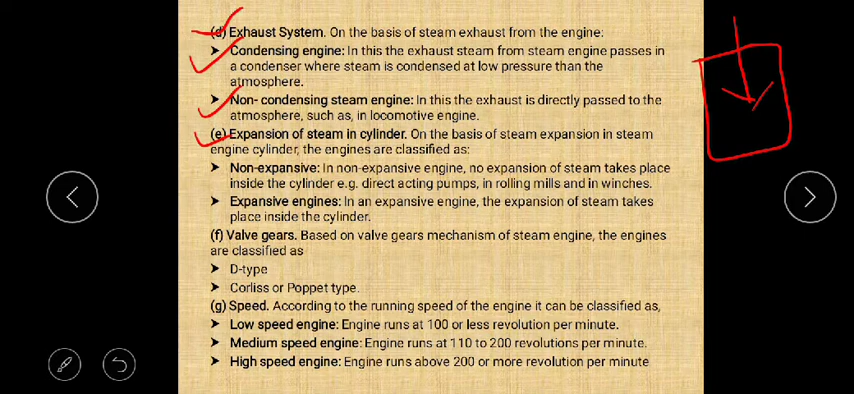 (d) Exhaust System. On the basis of steam exhaust from the engine:
➤ Condensing engine: In this the exhaust steam from steam engine passes in
a condenser where steam is condensed at low pressure than the
atmosphere.
➤ Non- condensing steam engine: In this the exhaust is directly passed to the
atmosphere, such as, in locomotive engine.
(e) Expansion of steam in cylinder. On the basis of steam expansion in steam
engine cylinder, the engines are classified as:
➤ Non-expansive: In non-expansive engine, no expansion of steam takes place
inside the cylinder e.g. direct acting pumps, in rolling mills and in winches.
➤ Expansive engines: In an expansive engine, the expansion of steam takes
place inside the cylinder.
(f) Valve gears. Based on valve gears mechanism of steam engine, the engines
are classified as
➤ D-type
➤ Corliss or Poppet type.
(g) Speed. According to the running speed of the engine it can be classified as,
➤ Low speed engine: Engine runs at 100 or less revolution per minute.
➤ Medium speed engine: Engine runs at 110 to 200 revolutions per minute.
➤ High speed engine: Engine runs above 200 or more revolution per minute